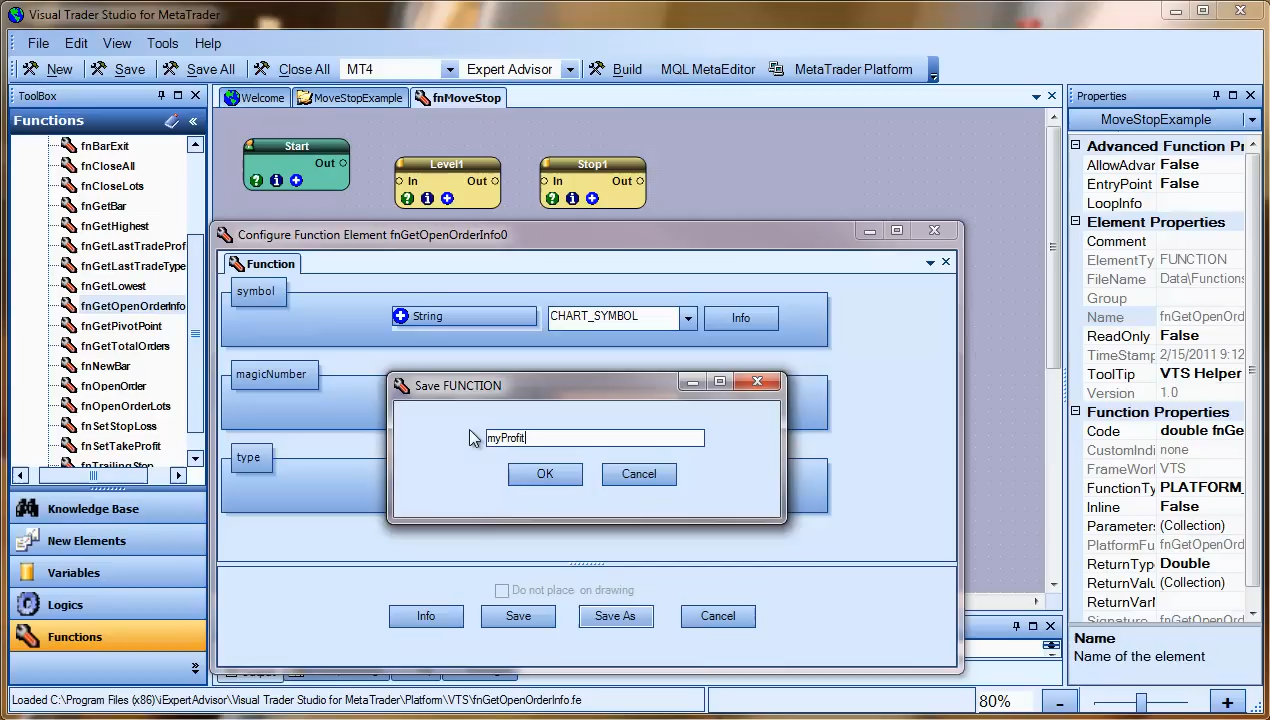 Visual Trader Studio for MetaTrader
File Edit View Tools Help
New Save Save All Close All MT4 Expert Advisor Build MQL MetaEditor MetaTrader Platform
ToolBox
Functions
fnBarExit
fnCloseAll
fnCloseLots
fnGetBar
fnGetHighest
fnGetLastTradeProf
fnGetLastTradeType
fnGetLowest
fnGetOpenOrderInfo
fnGetPivotPoint
fnGetTotalOrders
fnNewBar
fnOpenOrder
fnOpenOrderLots
fnSetStopLoss
fnSetTakeProfit
fnTrailingStop
Knowledge Base
New Elements
Variables
Logics
Functions
Welcome MoveStopExample fnMoveStop
Start
Out
Level1
In Out
Stop1
In Out
Configure Function Element fnGetOpenOrderInfo0
Function
symbol
String CHART_SYMBOL Info
magicNumber
type
Save FUNCTION
myProfit
OK Cancel
Do not place on drawing
Info Save Save As Cancel
Properties
MoveStopExample
Advanced Function Pr
AllowAdvar False
EntryPoint False
LoopInfo
Element Properties
Comment
ElementTy FUNCTION
FileName Data\Functions
Group
Name fnGetOpenOrd
ReadOnly False
TimeStamp 2/15/2011 9:12
ToolTip VTS Helper
Version 1.0
Function Properties
Code double fnGe
CustomIndi none
FrameWorl VTS
FunctionTy PLATFORM_
Inline False
Parameters (Collection)
PlatformFu fnGetOpenOrd
ReturnType Double
ReturnValu (Collection)
ReturnVarN
Name
Name of the element
Loaded C:\Program Files (x86)\iExpertAdvisor\Visual Trader Studio for MetaTrader\Platform\VTS\fnGetOpenOrderInfo.fe
80%